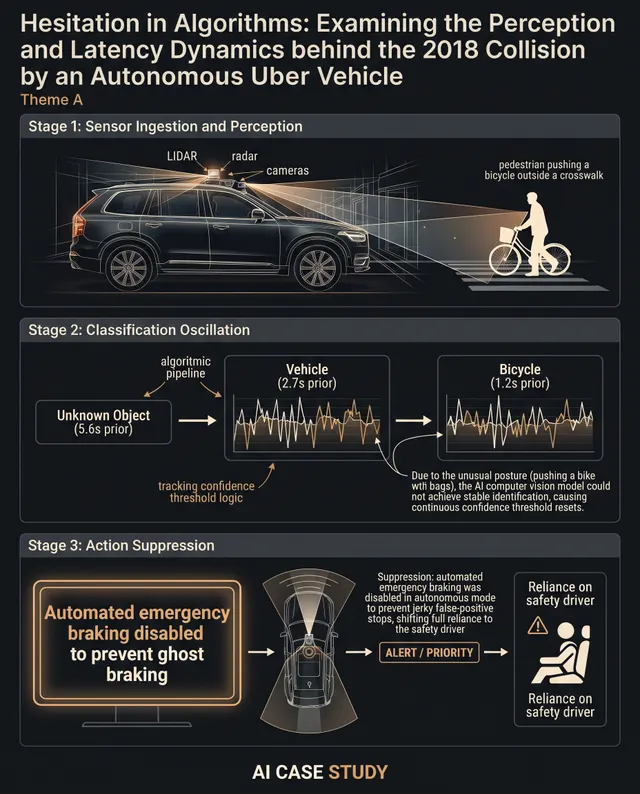 Hesitation in Algorithms: Examining the Perception
and Latency Dynamics behind the 2018 Collision
by an Autonomous Uber Vehicle
Theme A
Stage 1: Sensor Ingestion and Perception
LIDAR
radar
cameras
pedestrian pushing a
bicycle outside a crosswalk
Stage 2: Classification Oscillation
algoritmic
pipeline
Unknown Object
(5.6s prior)
Vehicle
(2.7s prior)
Bicycle
(1.2s prior)
tracking confidence
threshold logic
Due to the unusual posture (pushing a bike
wth bags), the AI computer vision model could
not achieve stable identification, causing
continuous confidence threshold resets.
Stage 3: Action Suppression
Automated emergency
braking disabled
to prevent ghost
braking
Suppression: automated
emergency braking was
disabled in autonomous mode
to prevent jerky false-positive
stops, shifting full reliance to
the safety driver
ALERT / PRIORITY
Reliance on
safety driver
Reliance on
safety driver
AI CASE STUDY